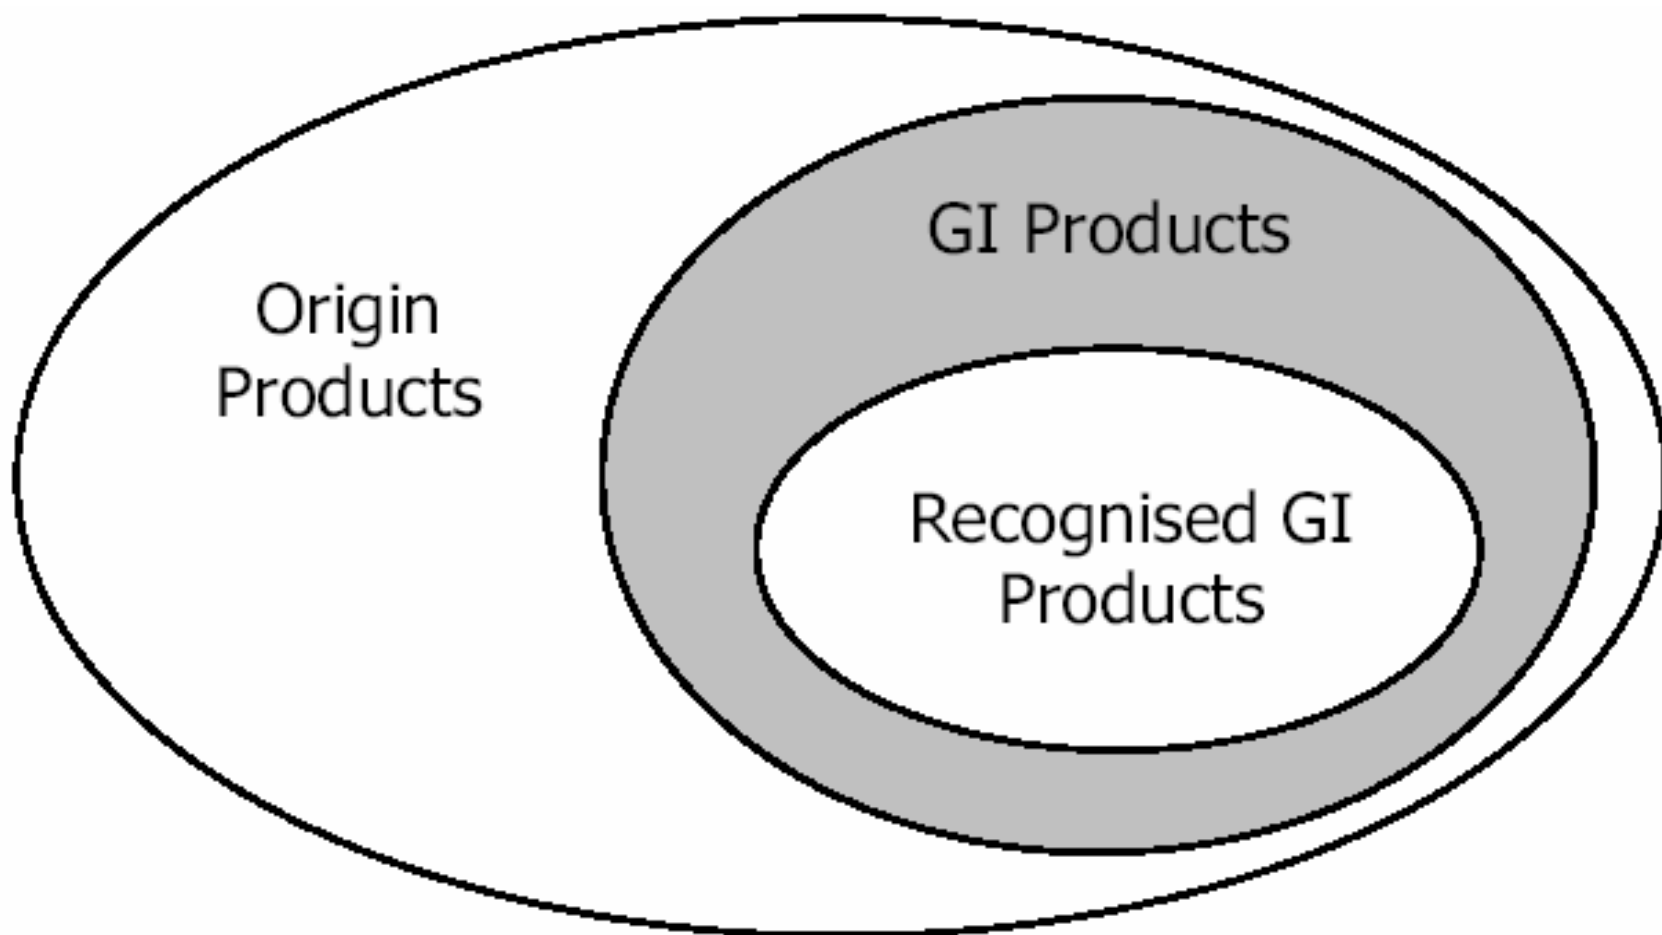 GI Products
Origin
Products
Recognised GI
Products